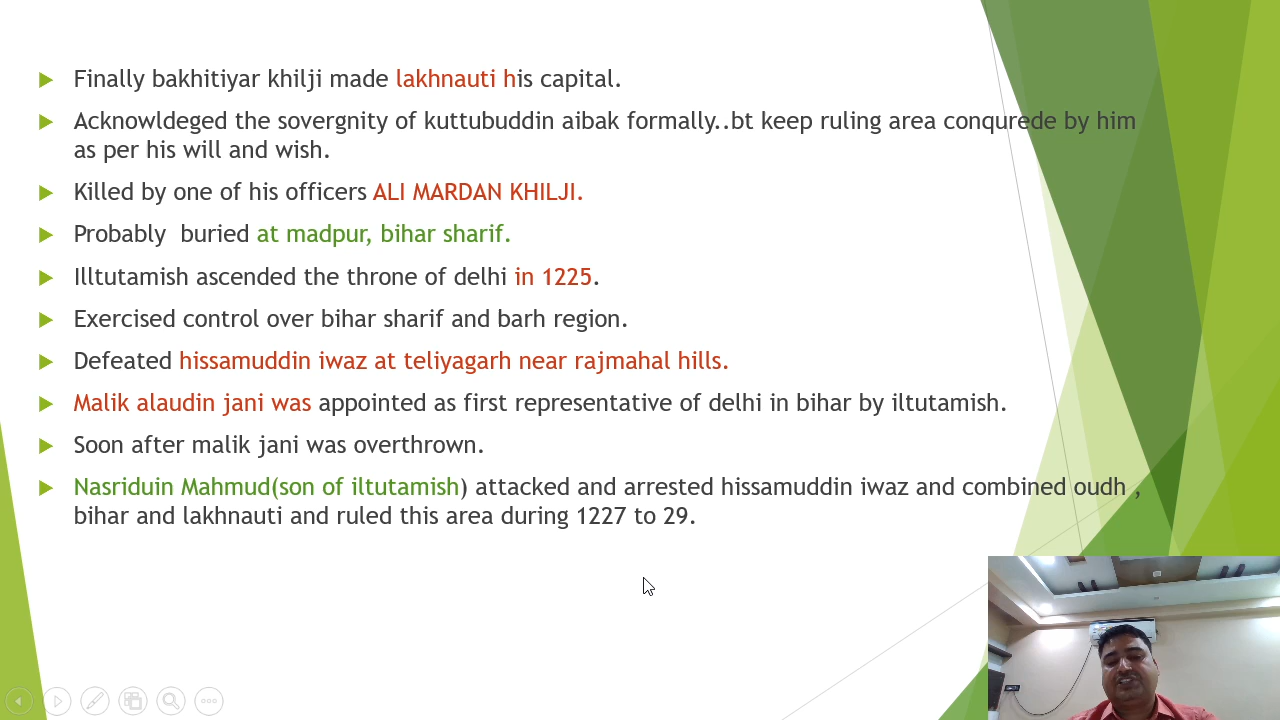 Finally bakhitiyar khilji made lakhnauti his capital.
Acknowldeged the sovergnity of kuttubuddin aibak formally..bt keep ruling area conqurede by him
as per his will and wish.
Killed by one of his officers ALI MARDAN KHILJI.
Probably  buried at madpur, bihar sharif.
Illtutamish ascended the throne of delhi in 1225.
Exercised control over bihar sharif and barh region.
Defeated hissamuddin iwaz at teliyagarh near rajmahal hills.
Malik alaudin jani was appointed as first representative of delhi in bihar by iltutamish.
Soon after malik jani was overthrown.
Nasriduin Mahmud(son of iltutamish) attacked and arrested hissamuddin iwaz and combined oudh ,
bihar and lakhnauti and ruled this area during 1227 to 29.